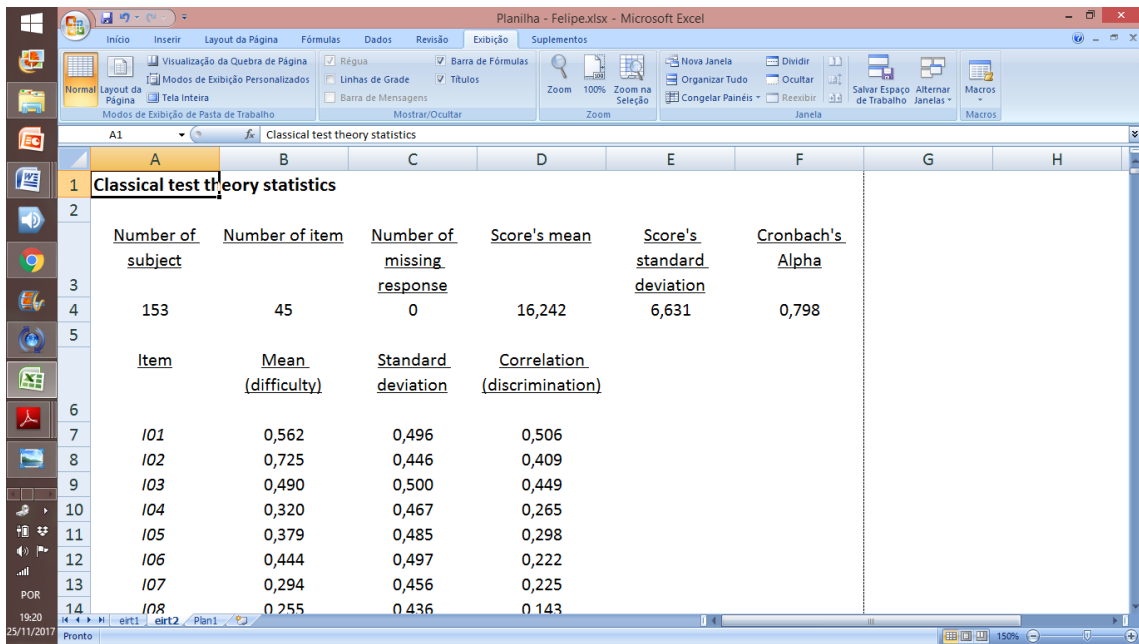 Planilha - Felipe.xlsx - Microsoft Excel
Início Inserir Layout da Página Fórmulas Dados Revisão Exibição Suplementos
Normal
Layout da Página
Visualização da Quebra de Página
Modos de Exibição Personalizados
Tela Inteira
Modos de Exibição de Pasta de Trabalho
Régua
Linhas de Grade
Barra de Mensagens
Barra de Fórmulas
Títulos
Mostrar/Ocultar
Zoom
100%
Zoom na Seleção
Zoom
Nova Janela
Organizar Tudo
Congelar Painéis
Dividir
Ocultar
Reexibir
Salvar Espaço de Trabalho
Alternar Janelas
Janela
Macros
Macros
A1 fx Classical test theory statistics
A B C D E F G H
1 Classical test theory statistics
2
3 Number of subject Number of item Number of missing response Score's mean Score's standard deviation Cronbach's Alpha
4 153 45 0 16,242 6,631 0,798
5
6 Item Mean (difficulty) Standard deviation Correlation (discrimination)
7 I01 0,562 0,496 0,506
8 I02 0,725 0,446 0,409
9 I03 0,490 0,500 0,449
10 I04 0,320 0,467 0,265
11 I05 0,379 0,485 0,298
12 I06 0,444 0,497 0,222
13 I07 0,294 0,456 0,225
14 I08 0,255 0,436 0,143
eirt1 eirt2 Plan1
Pronto 150%
POR
19:20
25/11/2017